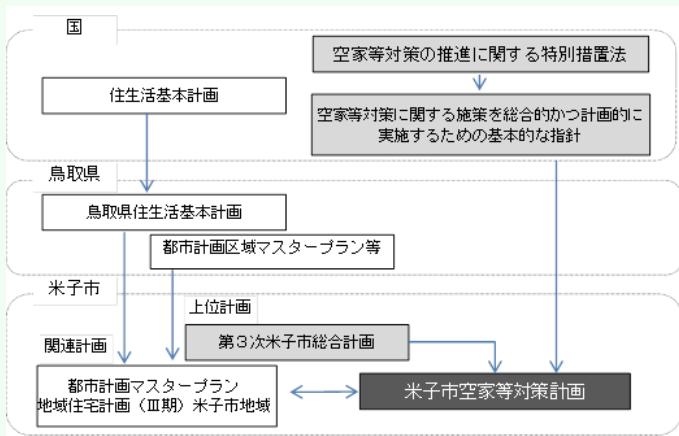 国
空家等対策の推進に関する特別措置法
住生活基本計画
空家等対策に関する施策を総合的かつ計画的に
実施するための基本的な指針
鳥取県
鳥取県住生活基本計画
都市計画区域マスタープラン等
米子市
上位計画
関連計画
第３次米子市総合計画
都市計画マスタープラン
地域住宅計画（Ⅲ期）米子市地域
米子市空家等対策計画